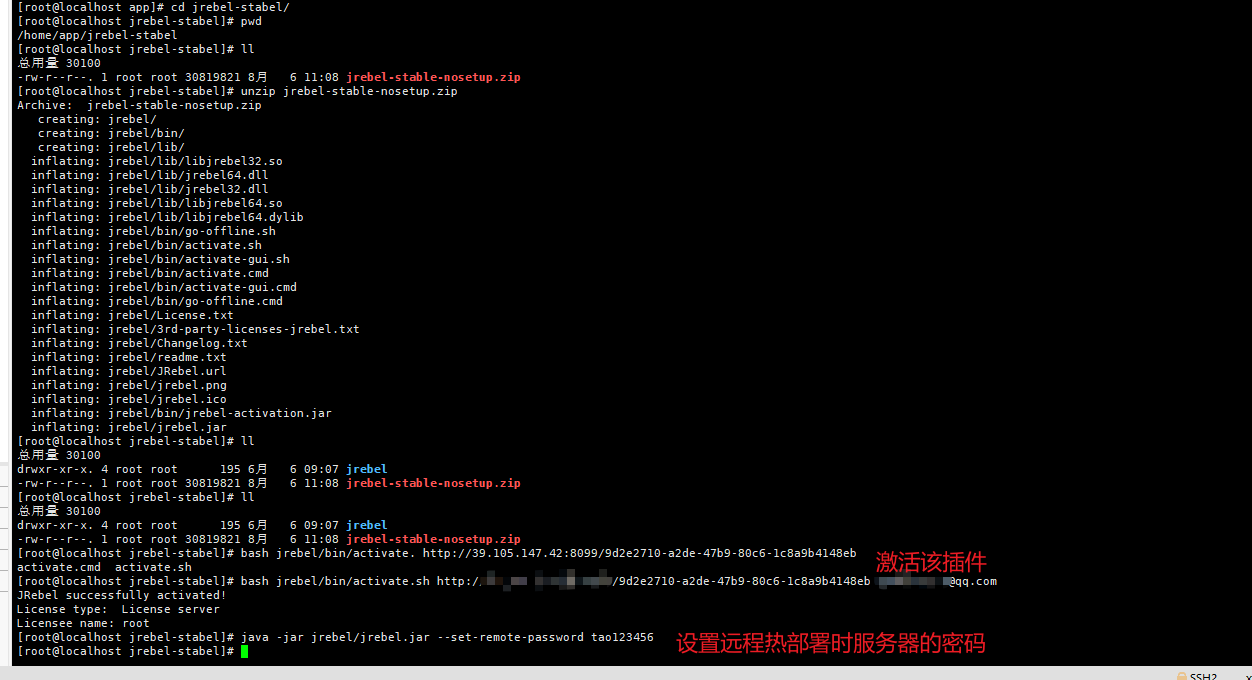 [root@localhost app]# cd jrebel-stabel/
[root@localhost jrebel-stabel]# pwd
/home/app/jrebel-stabel
[root@localhost jrebel-stabel]# ll
总用量 30100
-rw-r--r--. 1 root root 30819821 8月   6 11:08 jrebel-stable-nosetup.zip
[root@localhost jrebel-stabel]# unzip jrebel-stable-nosetup.zip
Archive:  jrebel-stable-nosetup.zip
   creating: jrebel/
   creating: jrebel/bin/
   creating: jrebel/lib/
  inflating: jrebel/lib/libjrebel32.so
  inflating: jrebel/lib/jrebel64.dll
  inflating: jrebel/lib/jrebel32.dll
  inflating: jrebel/lib/libjrebel64.so
  inflating: jrebel/lib/libjrebel64.dylib
  inflating: jrebel/bin/go-offline.sh
  inflating: jrebel/bin/activate.sh
  inflating: jrebel/bin/activate-gui.sh
  inflating: jrebel/bin/activate.cmd
  inflating: jrebel/bin/activate-gui.cmd
  inflating: jrebel/bin/go-offline.cmd
  inflating: jrebel/License.txt
  inflating: jrebel/3rd-party-licenses-jrebel.txt
  inflating: jrebel/Changelog.txt
  inflating: jrebel/readme.txt
  inflating: jrebel/JRebel.url
  inflating: jrebel/jrebel.png
  inflating: jrebel/jrebel.ico
  inflating: jrebel/bin/jrebel-activation.jar
  inflating: jrebel/jrebel.jar
[root@localhost jrebel-stabel]# ll
总用量 30100
drwxr-xr-x. 4 root root      195 6月   6 09:07 jrebel
-rw-r--r--. 1 root root 30819821 8月   6 11:08 jrebel-stable-nosetup.zip
[root@localhost jrebel-stabel]# ll
总用量 30100
drwxr-xr-x. 4 root root      195 6月   6 09:07 jrebel
-rw-r--r--. 1 root root 30819821 8月   6 11:08 jrebel-stable-nosetup.zip
[root@localhost jrebel-stabel]# bash jrebel/bin/activate. http://39.105.147.42:8099/9d2e2710-a2de-47b9-80c6-1c8a9b4148eb
激活该插件
activate.cmd  activate.sh
[root@localhost jrebel-stabel]# bash jrebel/bin/activate.sh http:/ /9d2e2710-a2de-47b9-80c6-1c8a9b4148eb @qq.com
JRebel successfully activated!
License type:  License server
Licensee name: root
[root@localhost jrebel-stabel]# java -jar jrebel/jrebel.jar --set-remote-password tao123456
设置远程热部署时服务器的密码
[root@localhost jrebel-stabel]#
SSH2